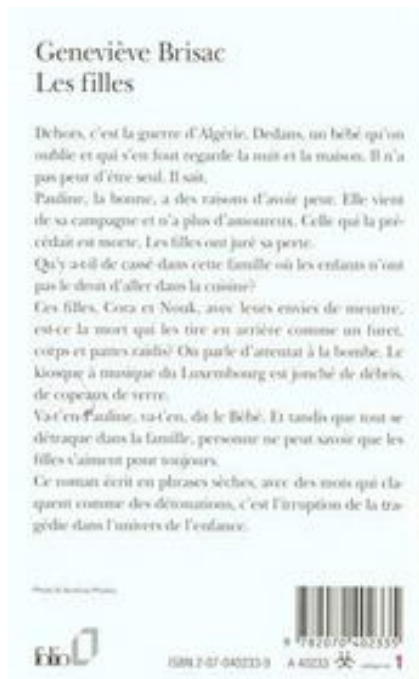 Geneviève Brisac
Les filles
Dehors, c'est la guerre d'Algérie. Dedans, un bébé qu'on
oublie et qui s'en fout regarde la nuit et la maison. Il n'a
pas peur d'être seul. Il sait.
Pauline, la bonne, a des raisons d'avoir peur. Elle vient
de sa campagne et n'a plus d'amoureux. Celle qui la pré-
cédait est morte. Les filles ont juré sa perte.
Qu'y a-t-il de cassé dans cette famille où les enfants n'ont
pas le droit d'aller dans la cuisine?
Ces filles, Cora et Nouk, avec leurs envies de meurtre,
est-ce la mort qui les tire en arrière comme un furet,
corps et pattes raidis? On parle d'attentat à la bombe. Le
kiosque à musique du Luxembourg est jonché de débris,
de copeaux de verre.
Va-t'en Pauline, va-t'en, dit le Bébé. Et tandis que tout se
détraque dans la famille, personne ne peut savoir que les
filles s'aiment pour toujours.
Ce roman écrit en phrases sèches, avec des mots qui cla-
quent comme des détonations, c'est l'irruption de la tra-
gédie dans l'univers de l'enfance.
9 782070 402335
folio
ISBN 2-07-040233-9 A 40233 catégorie 1